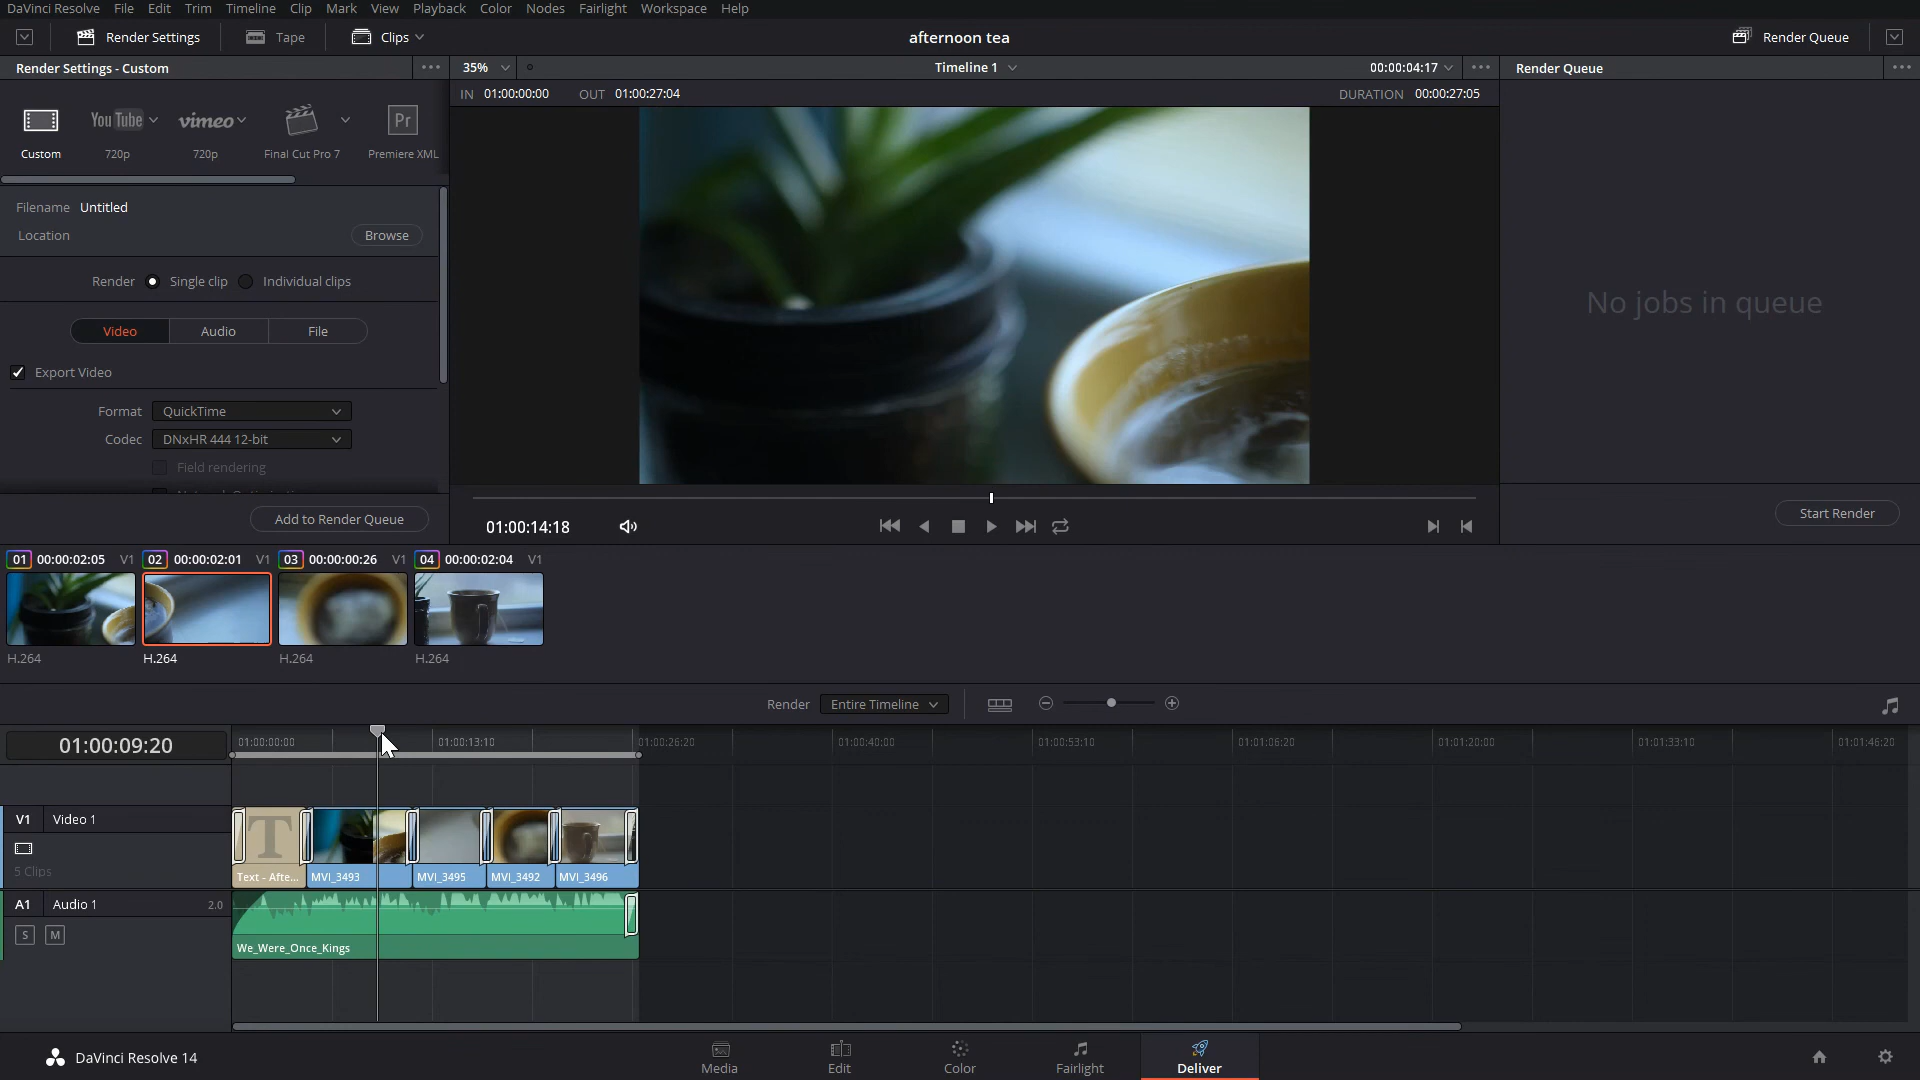 DaVinci Resolve File Edit Trim Timeline Clip Mark View Playback Color Nodes Fairlight Workspace Help
Render Settings Tape Clips afternoon tea Render Queue
Render Settings - Custom 35% Timeline 1 00:00:04:17 Render Queue
IN 01:00:00:00 OUT 01:00:27:04 DURATION 00:00:27:05
YouTube vimeo Pr
Custom 720p 720p Final Cut Pro 7 Premiere XML
Filename Untitled
Location Browse
Render Single clip Individual clips
No jobs in queue
Video Audio File
Export Video
Format QuickTime
Codec DNxHR 444 12-bit
Field rendering
Add to Render Queue 01:00:14:18 Start Render
01 00:00:02:05 V1 02 00:00:02:01 V1 03 00:00:00:26 V1 04 00:00:02:04 V1
H.264 H.264 H.264 H.264
Render Entire Timeline
01:00:09:20 01:00:00:00 01:00:13:10 01:00:26:20 01:00:40:00 01:00:53:10 01:01:06:20 01:01:20:00 01:01:33:10 01:01:46:20
V1 Video 1
T
5 Clips
Text - Afte... MVI_3493 MVI_3495 MVI_3492 MVI_3496
A1 Audio 1 2.0
S M
We_Were_Once_Kings
DaVinci Resolve 14 Media Edit Color Fairlight Deliver